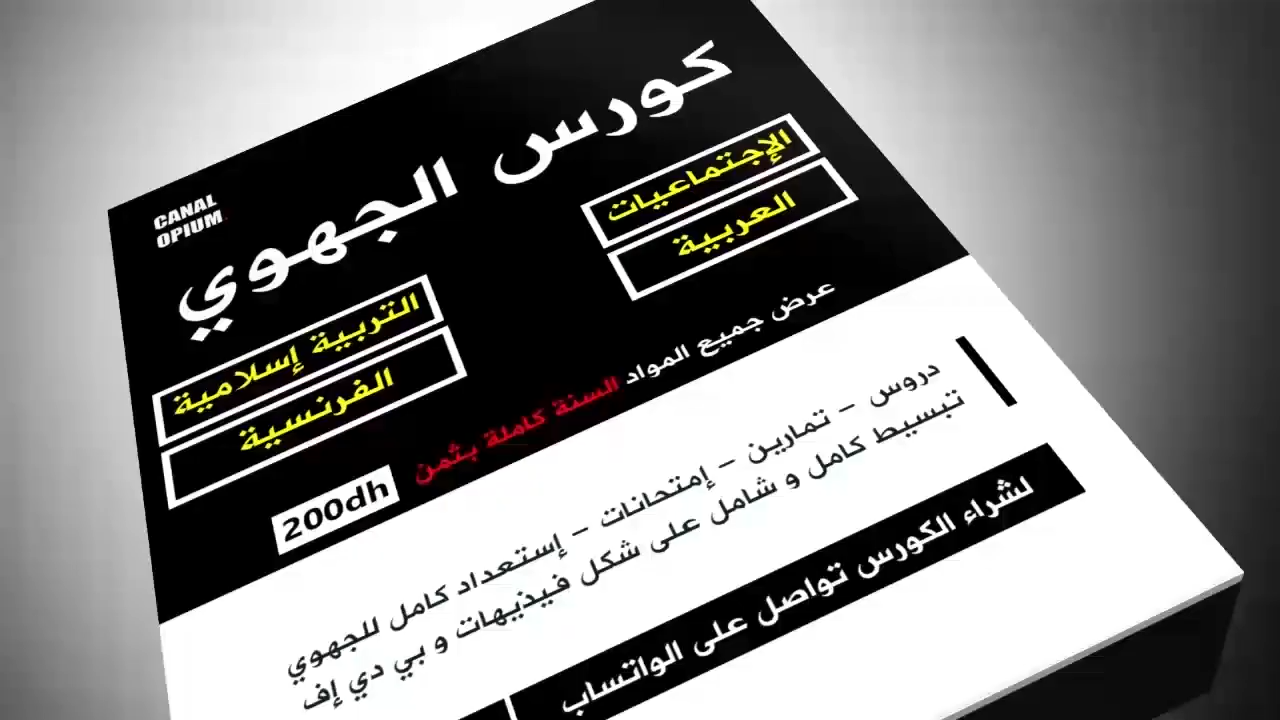 كورس الجهوي
CANAL
OPIUM.
الإجتماعيات
العربية
التربية إسلامية
الفرنسية
عرض جميع المواد السنة كاملة بثمن 200dh
دروس - تمارين - إمتحانات - إستعداد كامل للجهوي
تبسيط كامل و شامل على شكل فيذيهات و بي دي إف
لشراء الكورس تواصل على الواتساب